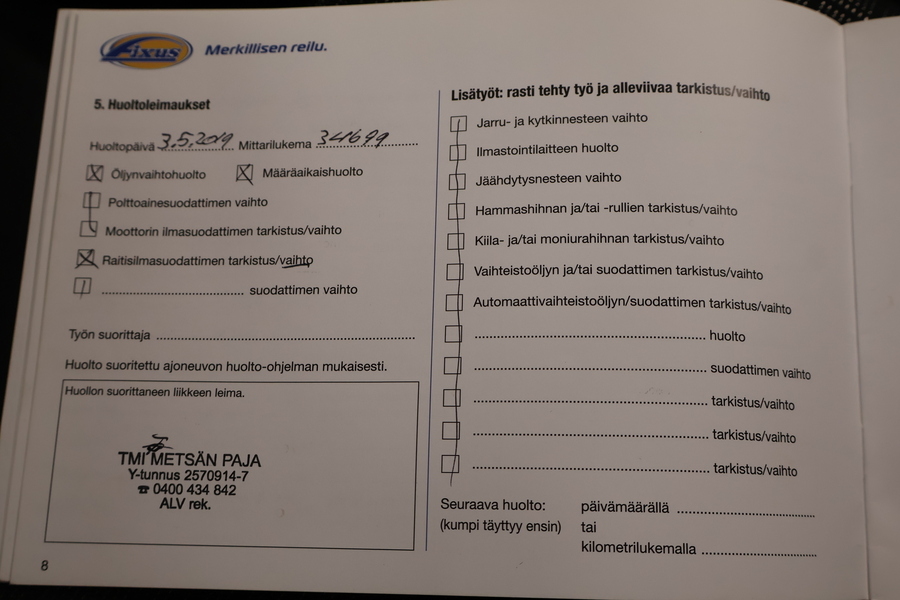 Fixus Merkillisen reilu.
5. Huoltoleimaukset
Huoltopäivä 3.5.2019 Mittarilukema 341699
Öljynvaihtohuolto Määräaikaishuolto
Polttoainesuodattimen vaihto
Moottorin ilmasuodattimen tarkistus/vaihto
Raitisilmasuodattimen tarkistus/vaihto
suodattimen vaihto
Työn suorittaja
Huolto suoritettu ajoneuvon huolto-ohjelman mukaisesti.
Huollon suorittaneen liikkeen leima.
TMI METSÄN PAJA
Y-tunnus 2570914-7
☎ 0400 434 842
ALV rek.
8
Lisätyöt: rasti tehty työ ja alleviivaa tarkistus/vaihto
Jarru- ja kytkinnesteen vaihto
Ilmastointilaitteen huolto
Jäähdytysnesteen vaihto
Hammashihnan ja/tai -rullien tarkistus/vaihto
Kiila- ja/tai moniurahihnan tarkistus/vaihto
Vaihteistoöljyn ja/tai suodattimen tarkistus/vaihto
Automaattivaihteistoöljyn/suodattimen tarkistus/vaihto
huolto
suodattimen vaihto
tarkistus/vaihto
tarkistus/vaihto
tarkistus/vaihto
Seuraava huolto: päivämäärällä
(kumpi täyttyy ensin) tai
kilometrilukemalla